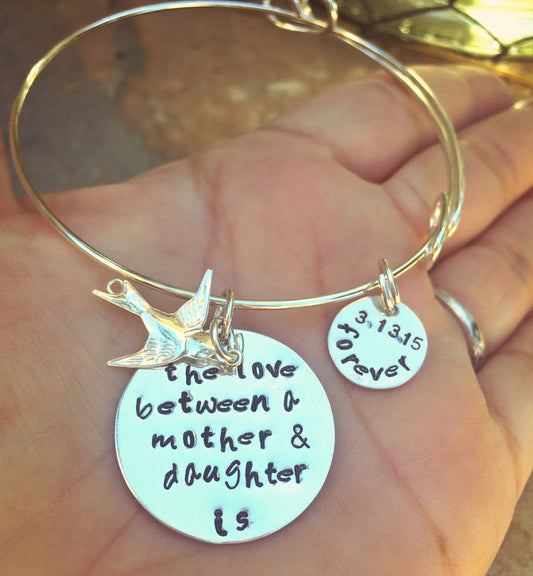 the love
between a
mother &
daughter
is
3.13.15
forever